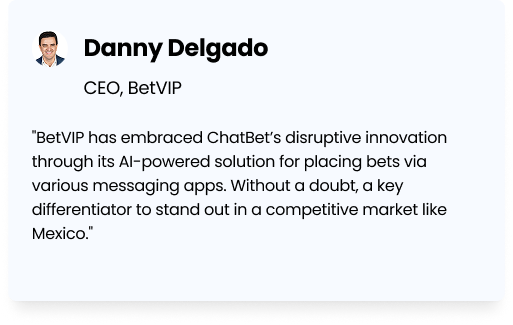 Danny Delgado
CEO, BetVIP
"BetVIP has embraced ChatBet’s disruptive innovation
through its AI-powered solution for placing bets via
various messaging apps. Without a doubt, a key
differentiator to stand out in a competitive market like
Mexico."